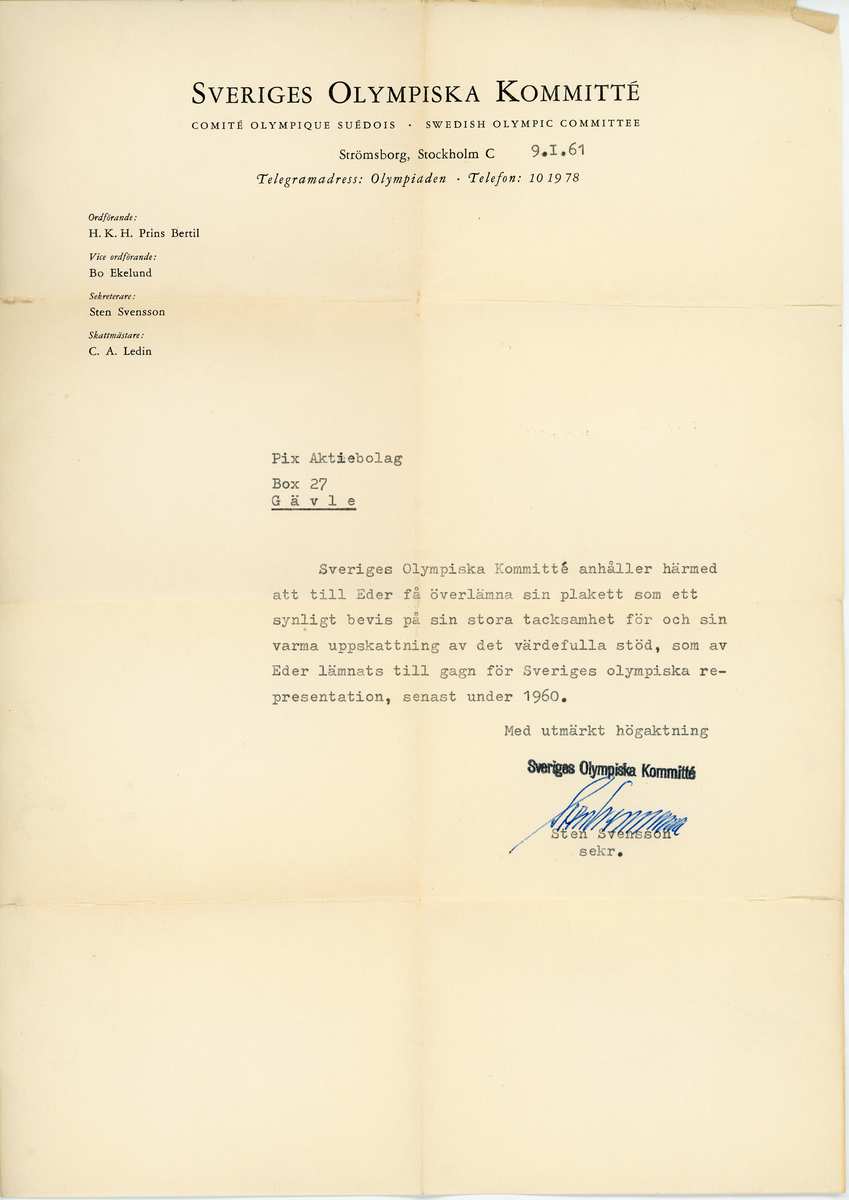 SVERIGES OLYMPISKA KOMMITTÉ
COMITÉ OLYMPIQUE SUÉDOIS · SWEDISH OLYMPIC COMMITTEE
Strömsborg, Stockholm C 9.I.61
Telegramadress: Olympiaden · Telefon: 10 19 78
Ordförande:
H. K. H. Prins Bertil
Vice ordförande:
Bo Ekelund
Sekreterare:
Sten Svensson
Skattmästare:
C. A. Ledin
Pix Aktiebolag
Box 27
G ä v l e
Sveriges Olympiska Kommitté anhåller härmed
att till Eder få överlämna sin plakett som ett
synligt bevis på sin stora tacksamhet för och sin
varma uppskattning av det värdefulla stöd, som av
Eder lämnats till gagn för Sveriges olympiska re-
presentation, senast under 1960.
Med utmärkt högaktning
Sveriges Olympiska Kommitté
Sten Svensson
Sten Svensson
sekr.